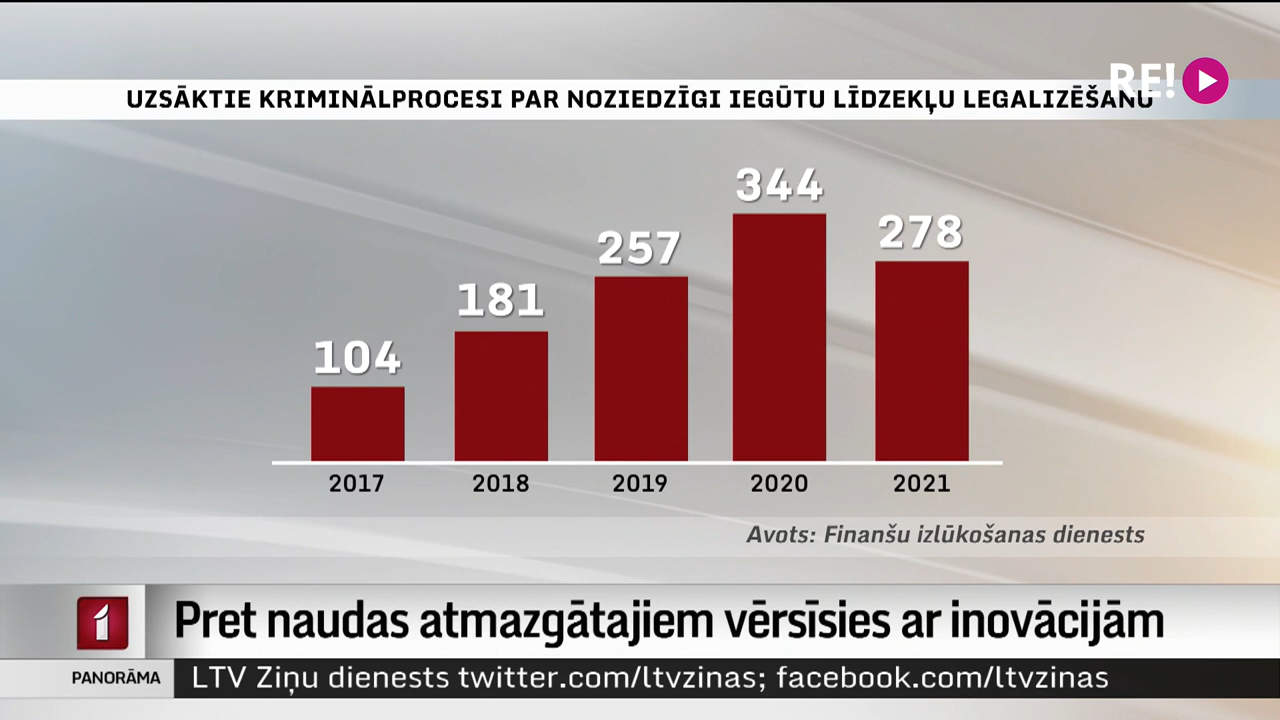 RE!
UZSĀKTIE KRIMINĀLPROCESI PAR NOZIEDZĪGI IEGŪTU LĪDZEKĻU LEGALIZĒŠANU
344
278
257
181
104
2017 2018 2019 2020 2021
Avots: Finanšu izlūkošanas dienests
1 Pret naudas atmazgātajiem vērsīsies ar inovācijām
PANORĀMA LTV Ziņu dienests twitter.com/ltvzinas; facebook.com/ltvzinas